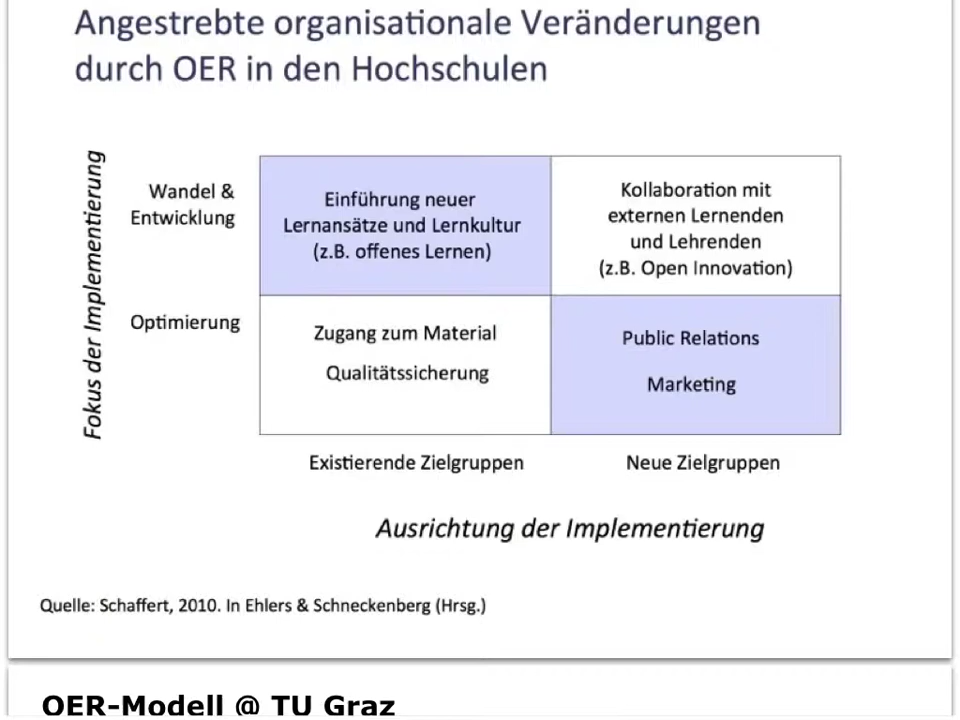 Angestrebte organisationale Veränderungen
durch OER in den Hochschulen
Fokus der Implementierung
Wandel &
Entwicklung
Einführung neuer
Lernansätze und Lernkultur
(z.B. offenes Lernen)
Kollaboration mit
externen Lernenden
und Lehrenden
(z.B. Open Innovation)
Optimierung
Zugang zum Material
Qualitätssicherung
Public Relations
Marketing
Existierende Zielgruppen
Neue Zielgruppen
Ausrichtung der Implementierung
Quelle: Schaffert, 2010. In Ehlers & Schneckenberg (Hrsg.)
OER-Modell @ TU Graz